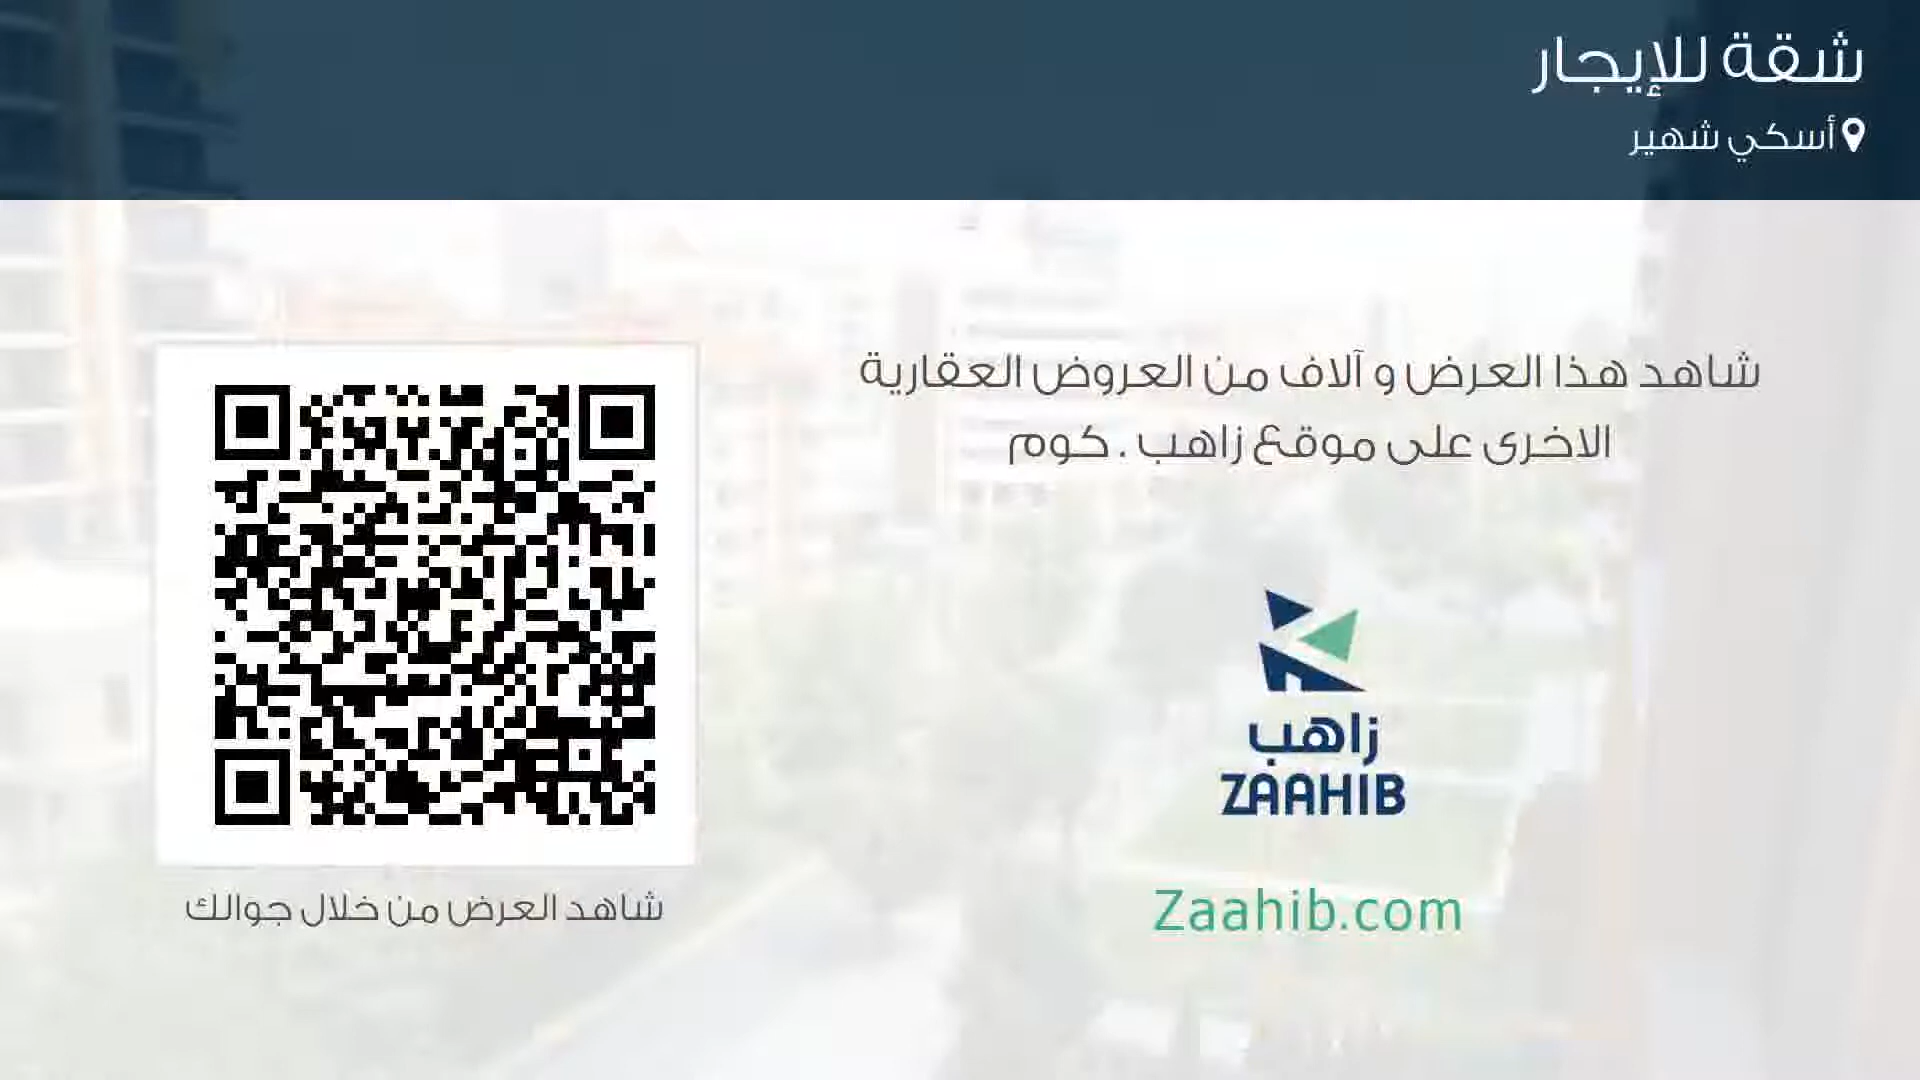 شقة للإيجار
أسكي شهير
شاهد هذا العرض و آلاف من العروض العقارية
الاخرى على موقع زاهب . كوم
زاهب
ZAAHIB
Zaahib.com
شاهد العرض من خلال جوالك